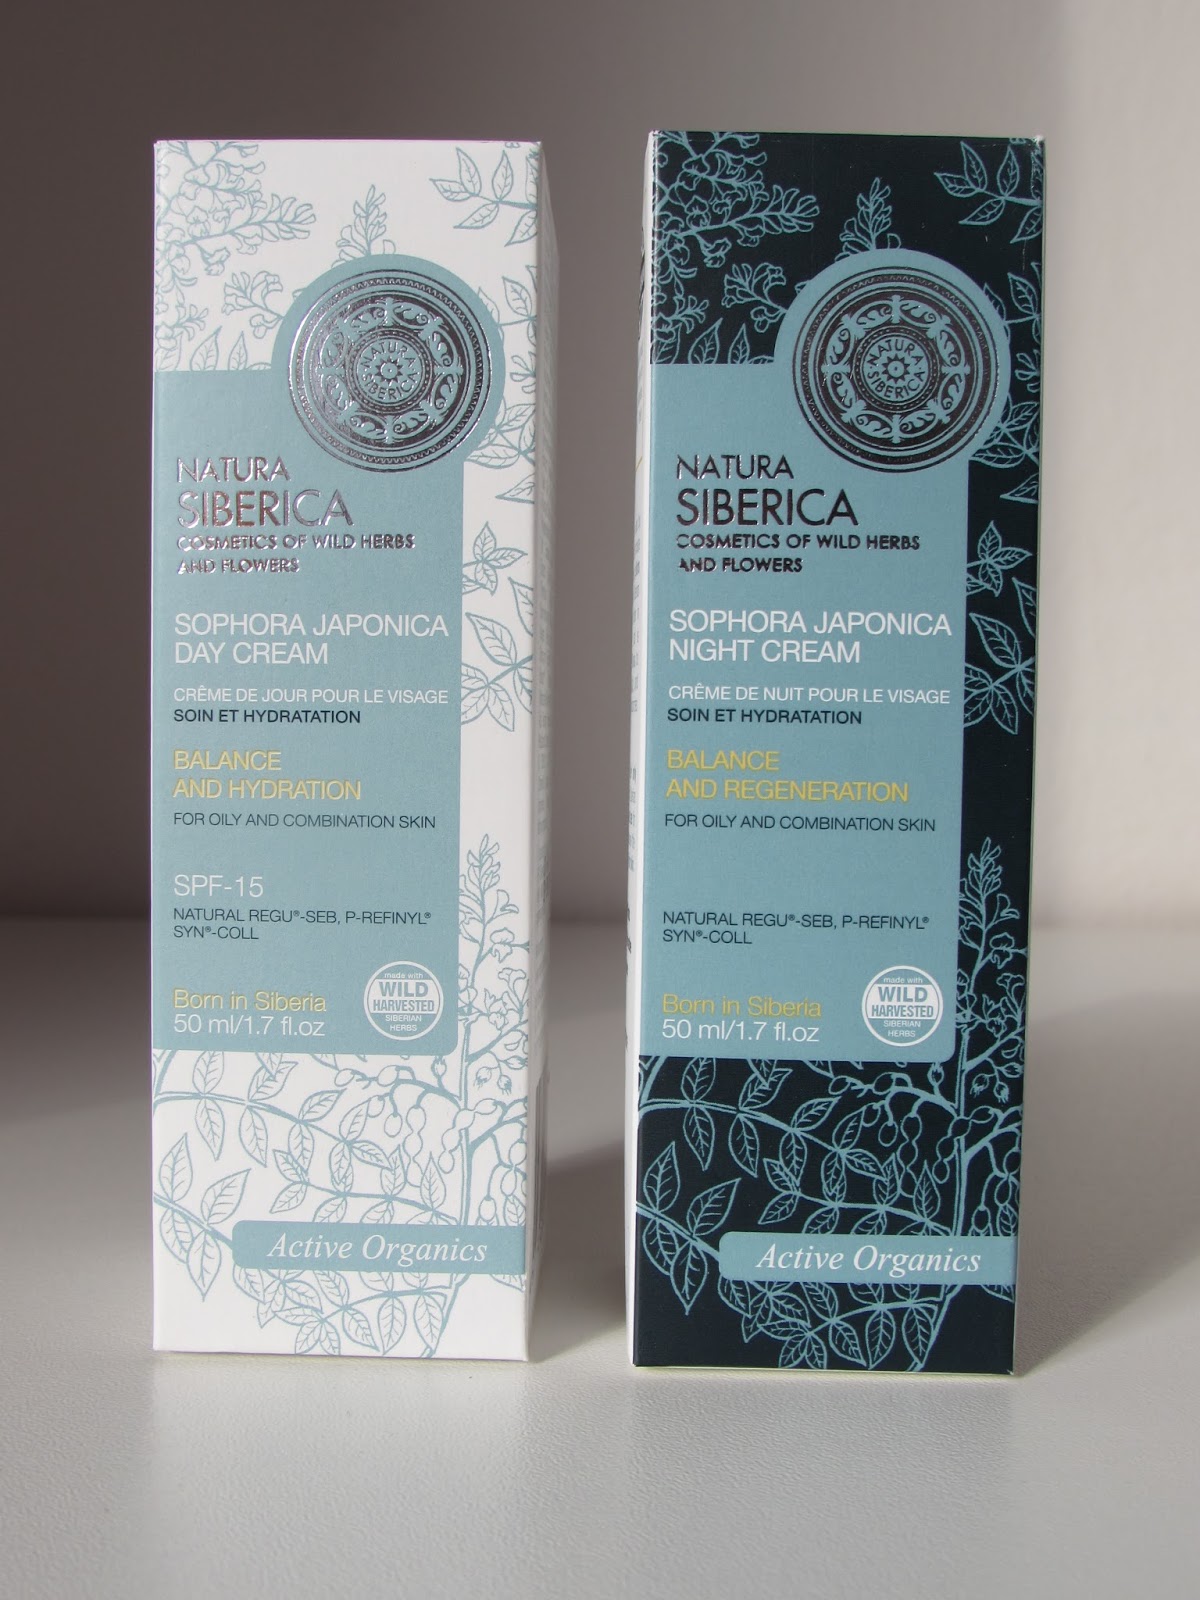 NATURA
SIBERICA
NATURA
SIBERICA
COSMETICS OF WILD HERBS
AND FLOWERS
SOPHORA JAPONICA
DAY CREAM
CRÊME DE JOUR POUR LE VISAGE
SOIN ET HYDRATATION
BALANCE
AND HYDRATION
FOR OILY AND COMBINATION SKIN
SPF-15
NATURAL REGU®-SEB, P-REFINYL®
SYN®-COLL
Born in Siberia
50 ml/1.7 fl.oz
made with
WILD
HARVESTED
SIBERIAN
HERBS
Active Organics
NATURA
SIBERICA
NATURA
SIBERICA
COSMETICS OF WILD HERBS
AND FLOWERS
SOPHORA JAPONICA
NIGHT CREAM
CRÊME DE NUIT POUR LE VISAGE
SOIN ET HYDRATATION
BALANCE
AND REGENERATION
FOR OILY AND COMBINATION SKIN
NATURAL REGU®-SEB, P-REFINYL®
SYN®-COLL
Born in Siberia
50 ml/1.7 fl.oz
made with
WILD
HARVESTED
SIBERIAN
HERBS
Active Organics